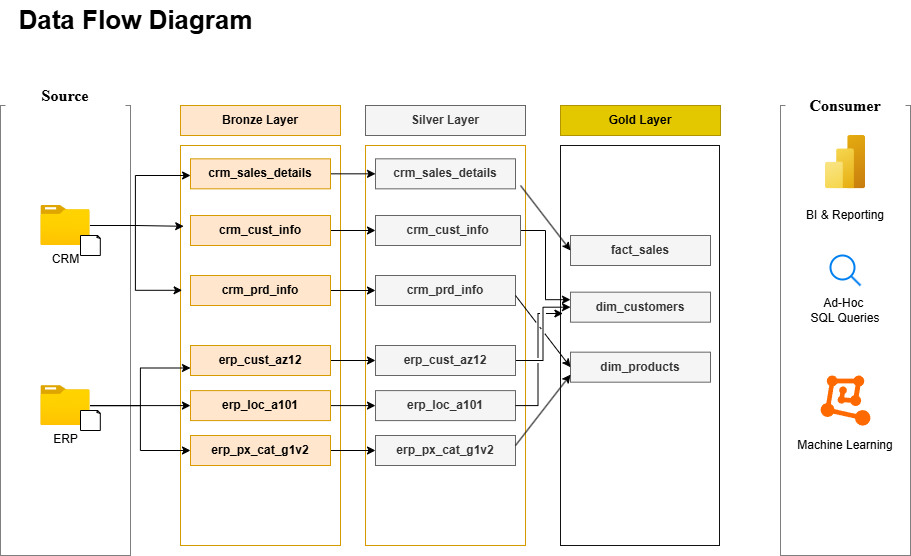 Data Flow Diagram
Source
Consumer
Bronze Layer
Silver Layer
Gold Layer
crm_sales_details
crm_sales_details
crm_cust_info
crm_cust_info
crm_prd_info
crm_prd_info
erp_cust_az12
erp_cust_az12
erp_loc_a101
erp_loc_a101
erp_px_cat_g1v2
erp_px_cat_g1v2
fact_sales
dim_customers
dim_products
CRM
ERP
BI & Reporting
Ad-Hoc
SQL Queries
Machine Learning